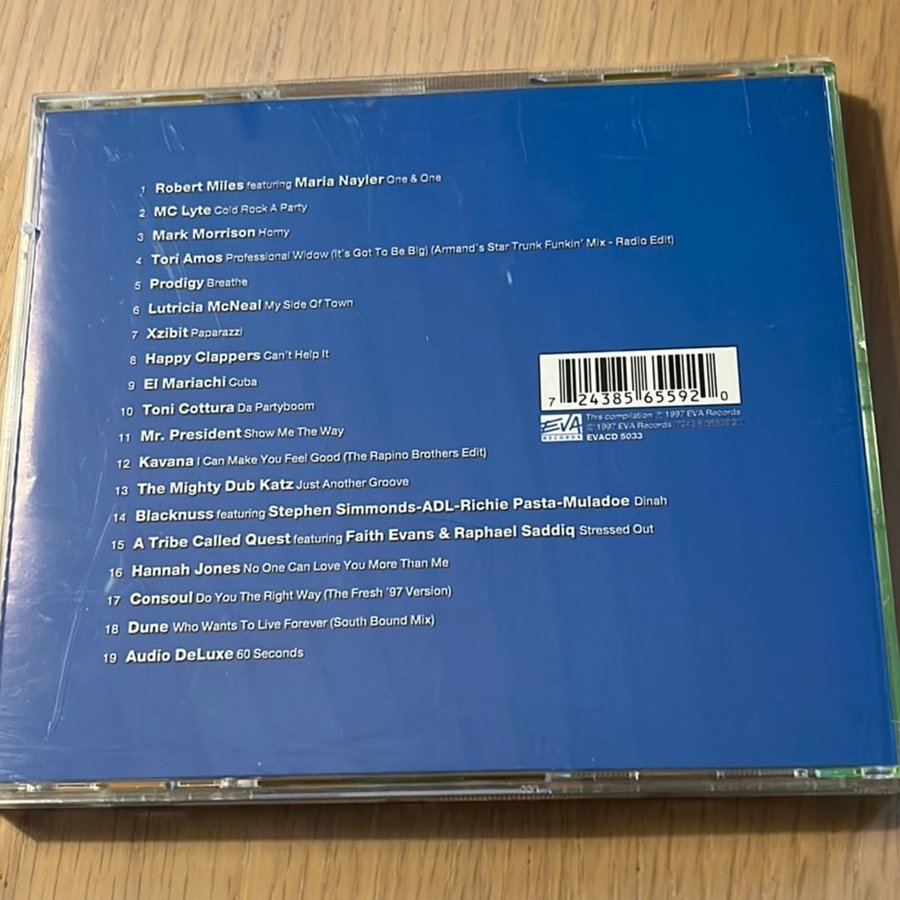 1 Robert Miles featuring Maria Nayler One & One
2 MC Lyte Cold Rock A Party
3 Mark Morrison Horny
4 Tori Amos Professional Widow (It's Got To Be Big) (Armand's Star Trunk Funkin' Mix - Radio Edit)
5 Prodigy Breathe
6 Lutricia McNeal My Side Of Town
7 Xzibit Paparazzi
8 Happy Clappers Can't Help It
9 El Mariachi Cuba
10 Toni Cottura Da Partyboom
11 Mr. President Show Me The Way
12 Kavana I Can Make You Feel Good (The Rapino Brothers Edit)
13 The Mighty Dub Katz Just Another Groove
14 Blacknuss featuring Stephen Simmonds-ADL-Richie Pasta-Muladoe Dinah
15 A Tribe Called Quest featuring Faith Evans & Raphael Saddiq Stressed Out
16 Hannah Jones No One Can Love You More Than Me
17 Consoul Do You The Right Way (The Fresh '97 Version)
18 Dune Who Wants To Live Forever (South Bound Mix)
19 Audio DeLuxe 60 Seconds
7 24385 65592 0
EVA RECORDS
This compilation ℗ 1997 EVA Records
© 1997 EVA Records
EVACD 5033